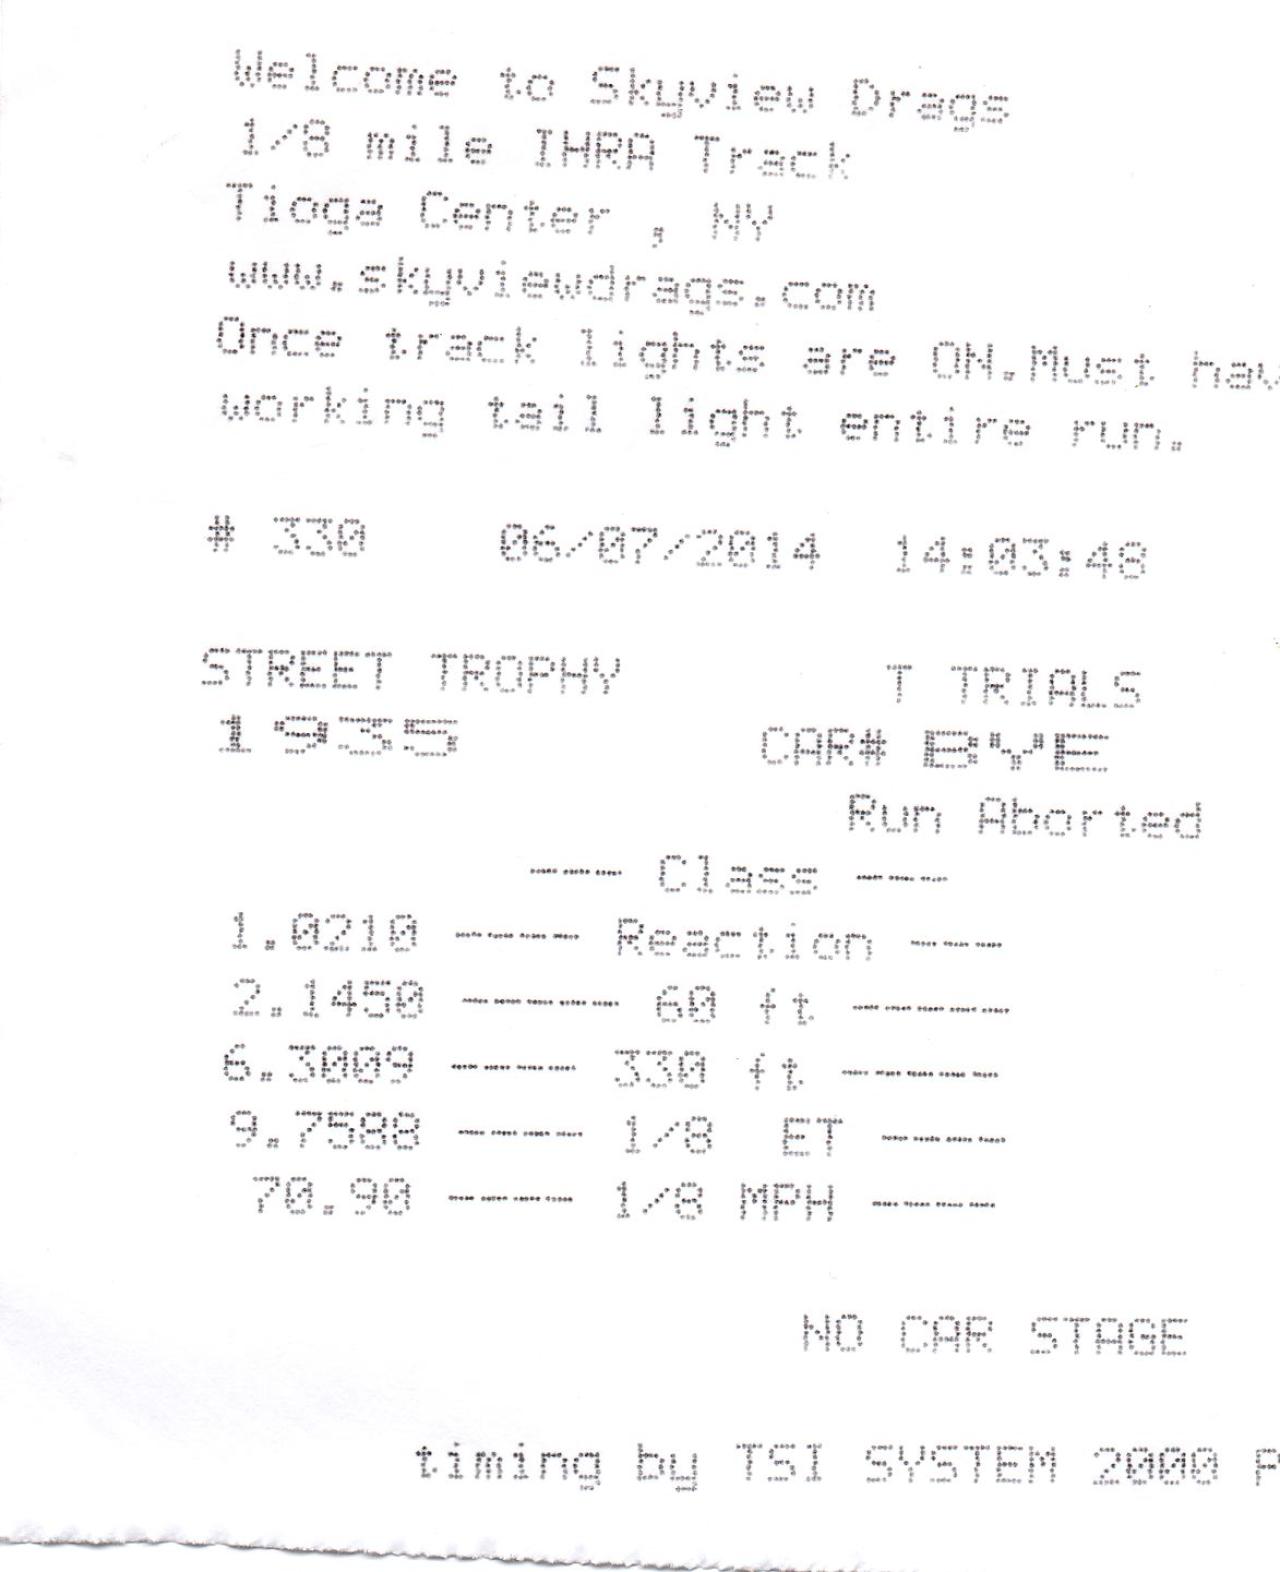 Welcome to Skyview Drags
1/8 mile IHRA Track
Tioga Center, NY
www.skyviewdrags.com
Once track lights are ON.Must hav
working tail light entire run.
# 330 06/07/2014 14:03:48
STREET TROPHY T TRIALS
1935 CAR# BYE
Run Aborted
---- Class ----
1.0210 ---- Reaction ----
2.1450 ---- 60 ft ----
6.3009 ---- 330 ft ----
9.7588 ---- 1/8 ET ----
70.90 ---- 1/8 MPH ----
NO CAR STAGE
timing by TSI SYSTEM 2000